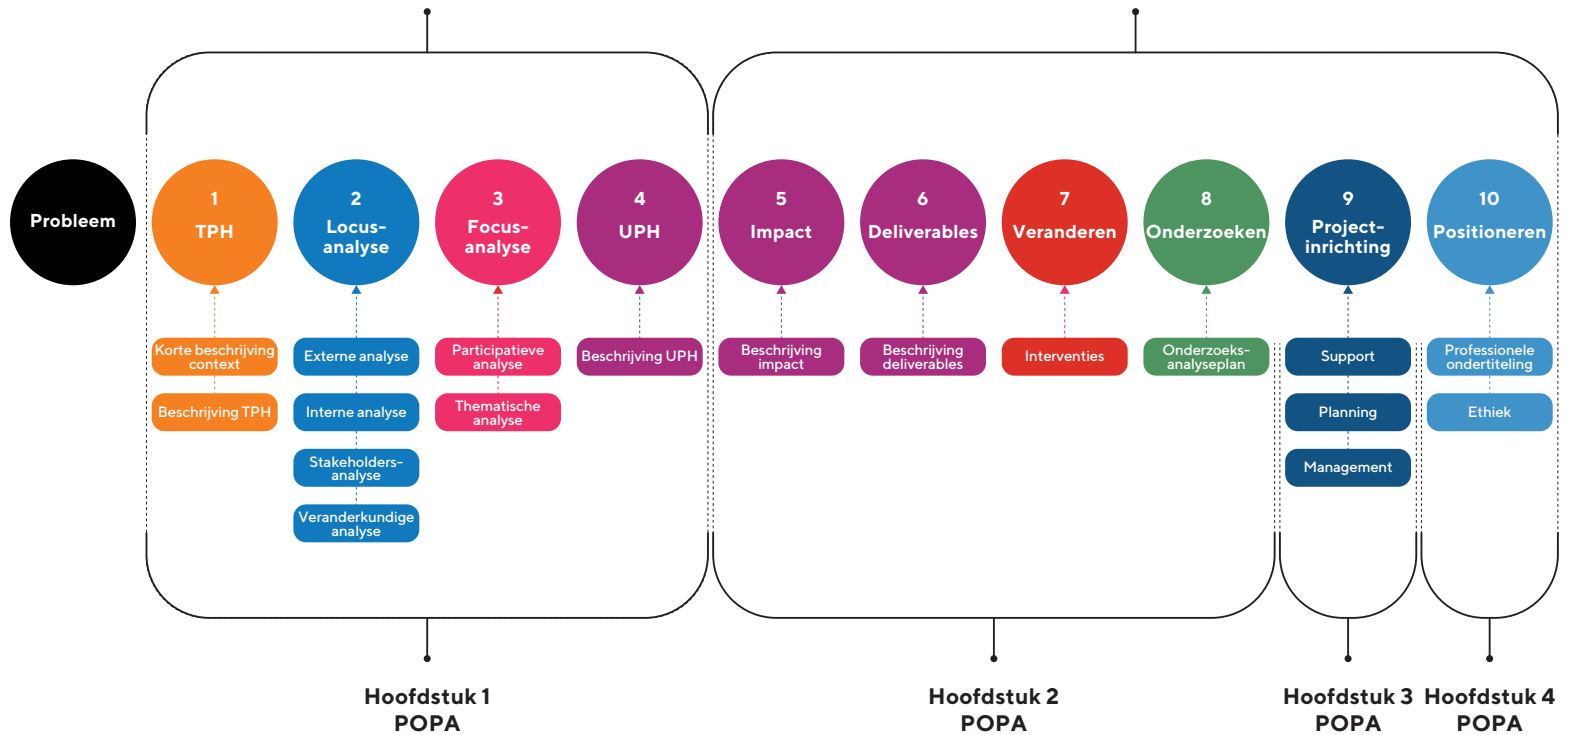 Probleem
1
TPH
2
Locus-
analyse
3
Focus-
analyse
4
UPH
5
Impact
6
Deliverables
7
Veranderen
8
Onderzoeken
9
Project-
inrichting
10
Positioneren
Korte beschrijving
context
Beschrijving TPH
Externe analyse
Interne analyse
Stakeholders-
analyse
Veranderkundige
analyse
Participatieve
analyse
Thematische
analyse
Beschrijving UPH
Beschrijving
impact
Beschrijving
deliverables
Interventies
Onderzoeks-
analyseplan
Support
Planning
Management
Professionele
ondertiteling
Ethiek
Hoofdstuk 1
POPA
Hoofdstuk 2
POPA
Hoofdstuk 3
POPA
Hoofdstuk 4
POPA